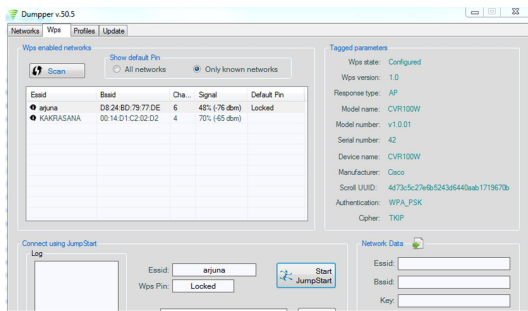 Dumpper v.50.5
Networks Wps Profiles Update
Wps enabled networks
Show default Pin
Scan
All networks
Only known networks
Essid Bssid Cha... Signal Default Pin
arjuna D8:24:BD:79:77:DE 6 48% (-76 dbm) Locked
KAKRASANA 00:14:D1:C2:02:D2 4 70% (-65 dbm)
Tagged parameters
Wps state: Configured
Wps version: 1.0
Response type: AP
Model name: CVR100W
Model number: v1.0.01
Serial number: 42
Device name: CVR100W
Manufacturer: Cisco
Scroll UUID: 4d73c5c27e6b5243d6440aab1719670b
Authentication: WPA_PSK
Cipher: TKIP
Connect using JumpStart
Log
Essid: arjuna
Wps Pin: Locked
Start JumpStart
Network Data
Essid:
Bssid:
Key: